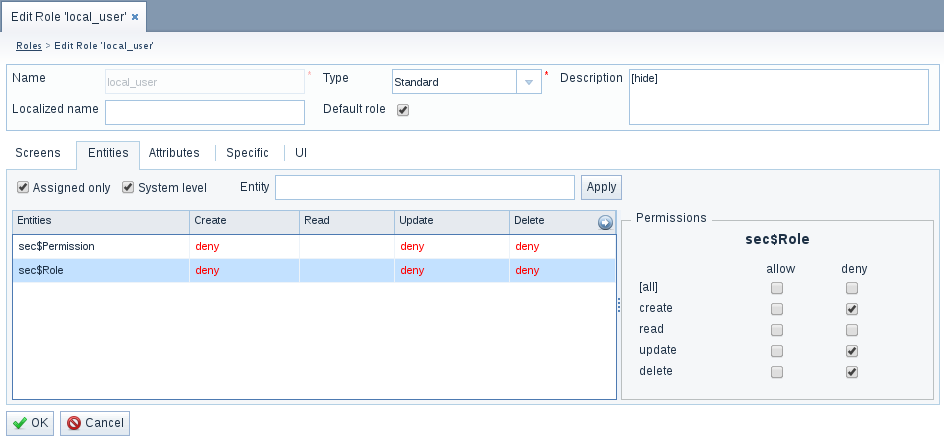 Edit Role 'local_user' ×
Roles > Edit Role 'local_user'
Name local_user * Type Standard * Description [hide]
Localized name Default role
Screens Entities Attributes Specific UI
Assigned only System level Entity Apply
Entities Create Read Update Delete
sec$Permission deny deny deny
sec$Role deny deny deny
Permissions
sec$Role
allow deny
[all]
create
read
update
delete
OK Cancel